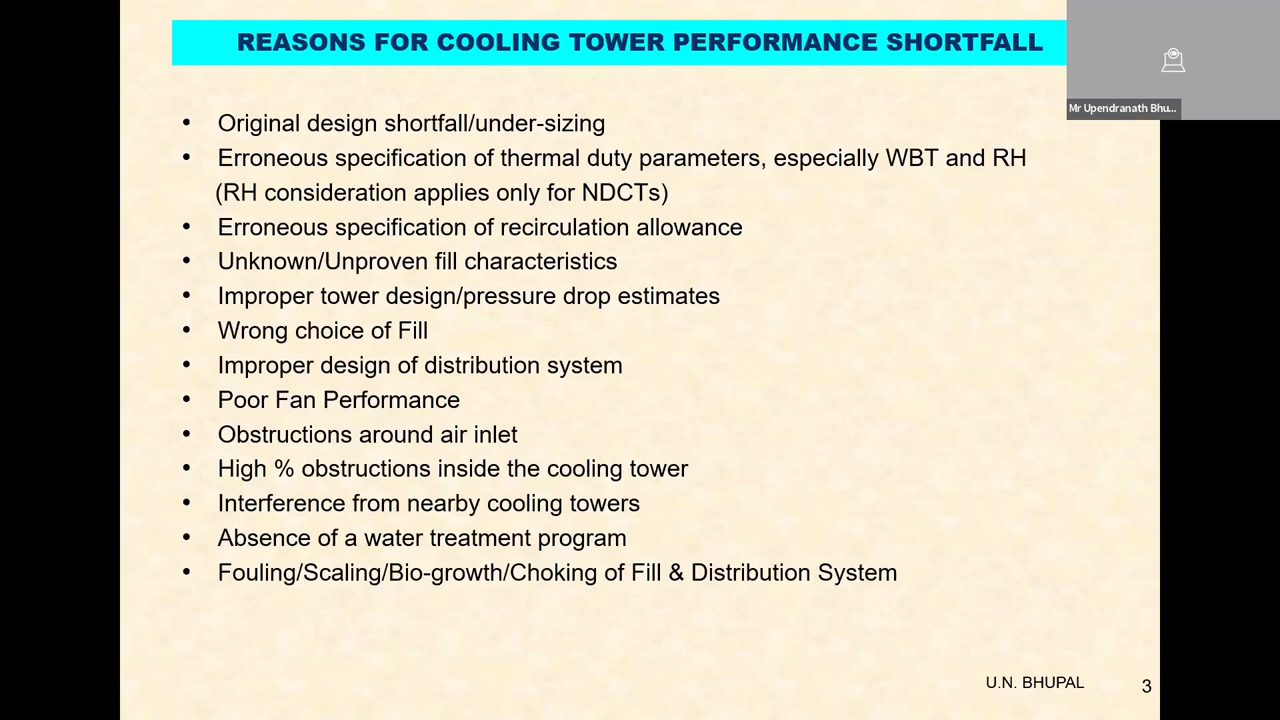 REASONS FOR COOLING TOWER PERFORMANCE SHORTFALL
Mr Upendranath Bhu...
• Original design shortfall/under-sizing
• Erroneous specification of thermal duty parameters, especially WBT and RH
(RH consideration applies only for NDCTs)
• Erroneous specification of recirculation allowance
• Unknown/Unproven fill characteristics
• Improper tower design/pressure drop estimates
• Wrong choice of Fill
• Improper design of distribution system
• Poor Fan Performance
• Obstructions around air inlet
• High % obstructions inside the cooling tower
• Interference from nearby cooling towers
• Absence of a water treatment program
• Fouling/Scaling/Bio-growth/Choking of Fill & Distribution System
U.N. BHUPAL
3